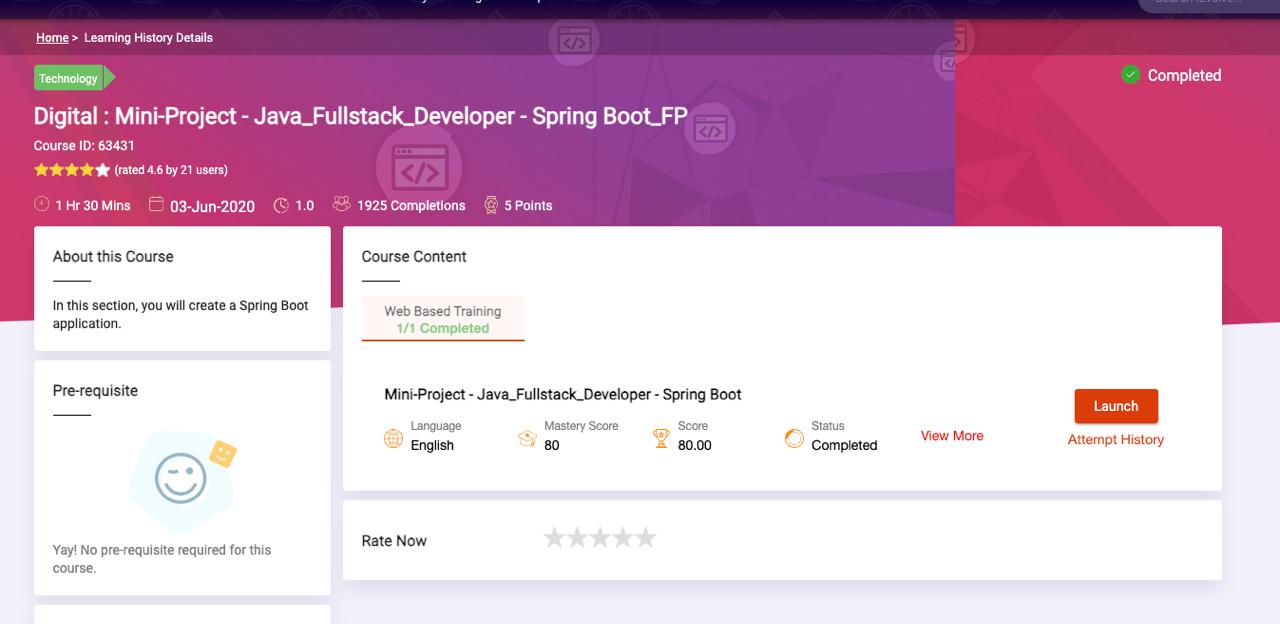 Home > Learning History Details
Technology
Completed
Digital : Mini-Project - Java_Fullstack_Developer - Spring Boot_FP
Course ID: 63431
(rated 4.6 by 21 users)
1 Hr 30 Mins 03-Jun-2020 1.0 1925 Completions 5 Points
About this Course
In this section, you will create a Spring Boot
application.
Pre-requisite
Yay! No pre-requisite required for this
course.
Course Content
Web Based Training
1/1 Completed
Mini-Project - Java_Fullstack_Developer - Spring Boot
Language
English
Mastery Score
80
Score
80.00
Status
Completed
View More
Launch
Attempt History
Rate Now